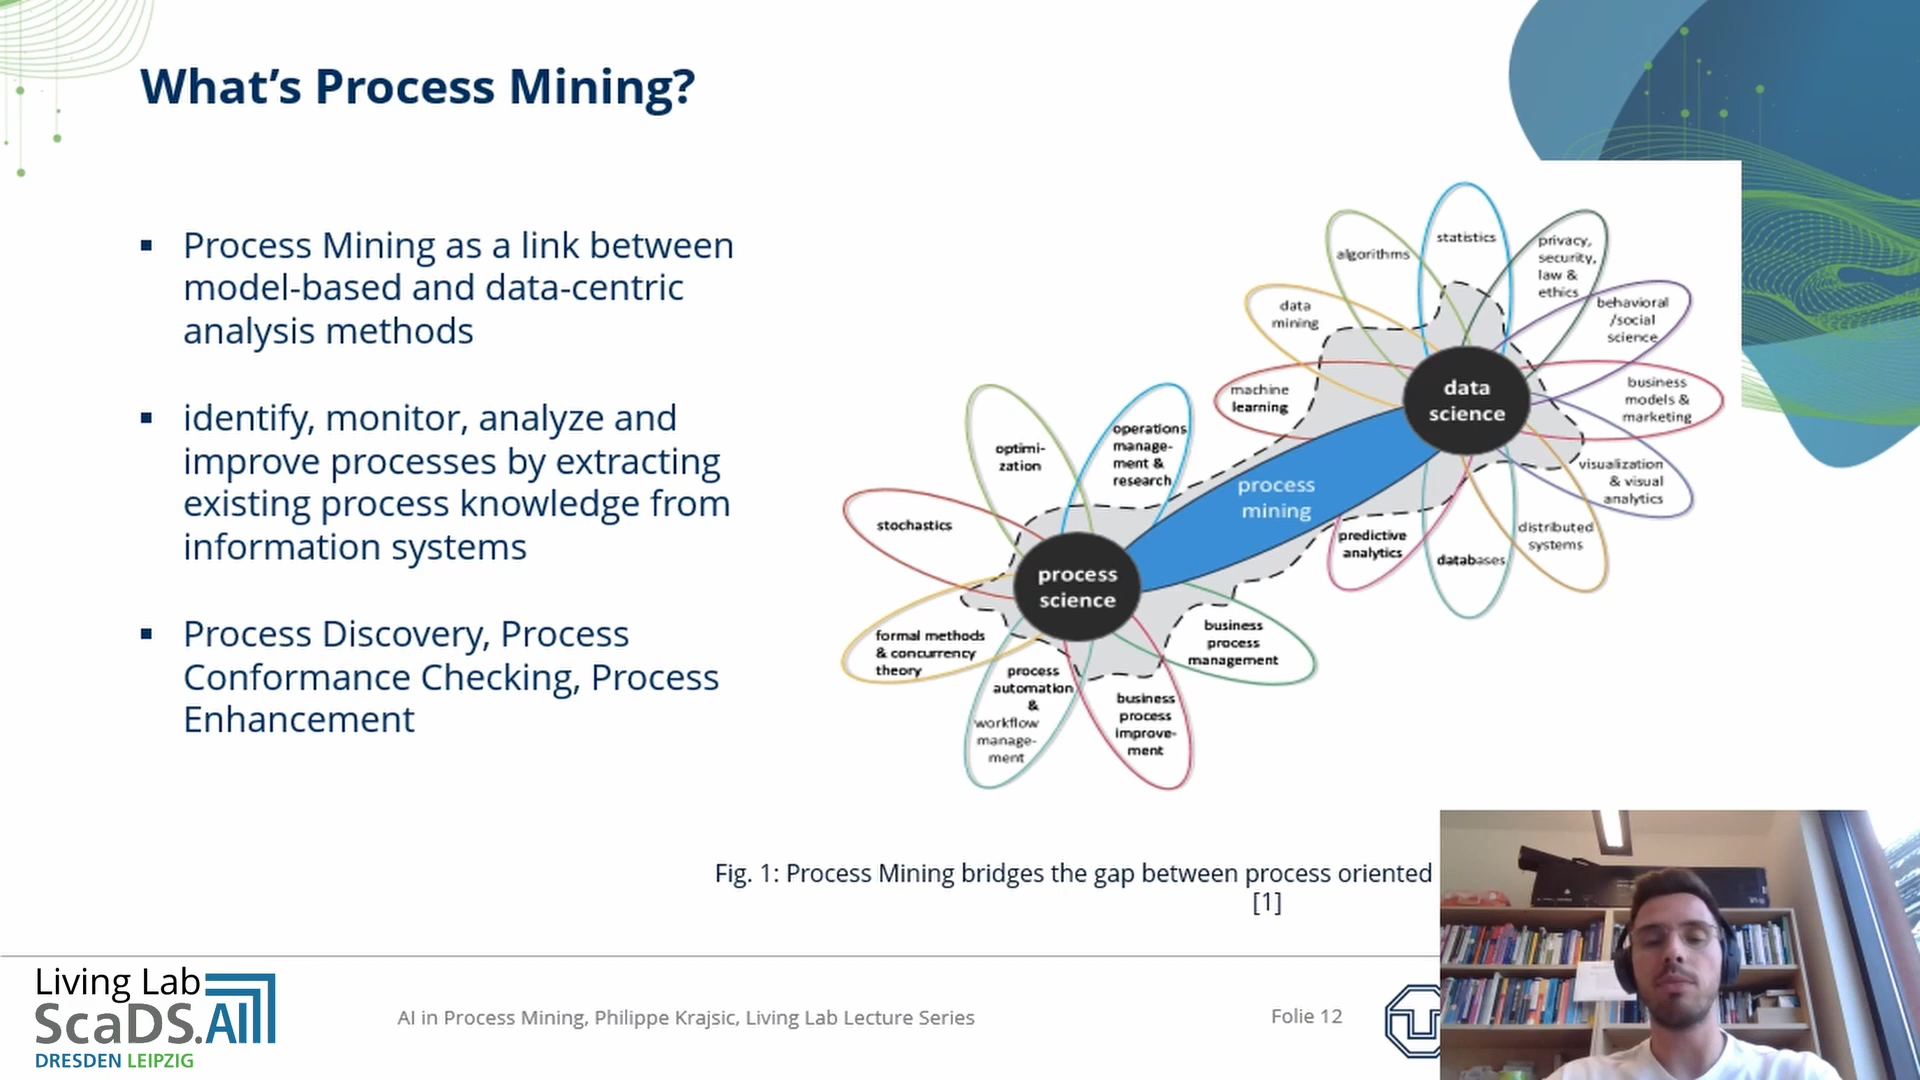 What's Process Mining?
▪ Process Mining as a link between
model-based and data-centric
analysis methods
▪ identify, monitor, analyze and
improve processes by extracting
existing process knowledge from
information systems
▪ Process Discovery, Process
Conformance Checking, Process
Enhancement
statistics
algorithms
privacy,
security,
law &
ethics
data
mining
behavioral
/social
science
machine
learning
data
science
business
models &
marketing
visualization
& visual
analytics
distributed
systems
databases
predictive
analytics
process
mining
optimi-
zation
operations
manage-
ment &
research
stochastics
process
science
formal methods
& concurrency
theory
process
automation
&
workflow
manage-
ment
business
process
improve-
ment
business
process
management
Fig. 1: Process Mining bridges the gap between process oriented
[1]
Living Lab
ScaDS.AI
DRESDEN LEIPZIG
AI in Process Mining, Philippe Krajsic, Living Lab Lecture Series
Folie 12